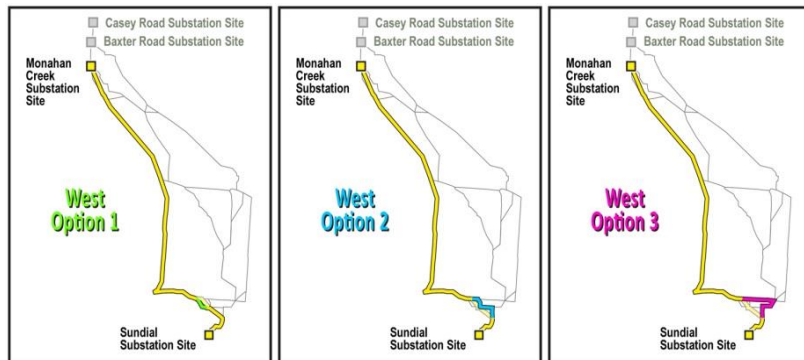 Casey Road Substation Site
Baxter Road Substation Site
Monahan
Creek
Substation
Site
West
Option 1
Sundial
Substation Site
Casey Road Substation Site
Baxter Road Substation Site
Monahan
Creek
Substation
Site
West
Option 2
Sundial
Substation Site
Casey Road Substation Site
Baxter Road Substation Site
Monahan
Creek
Substation
Site
West
Option 3
Sundial
Substation Site